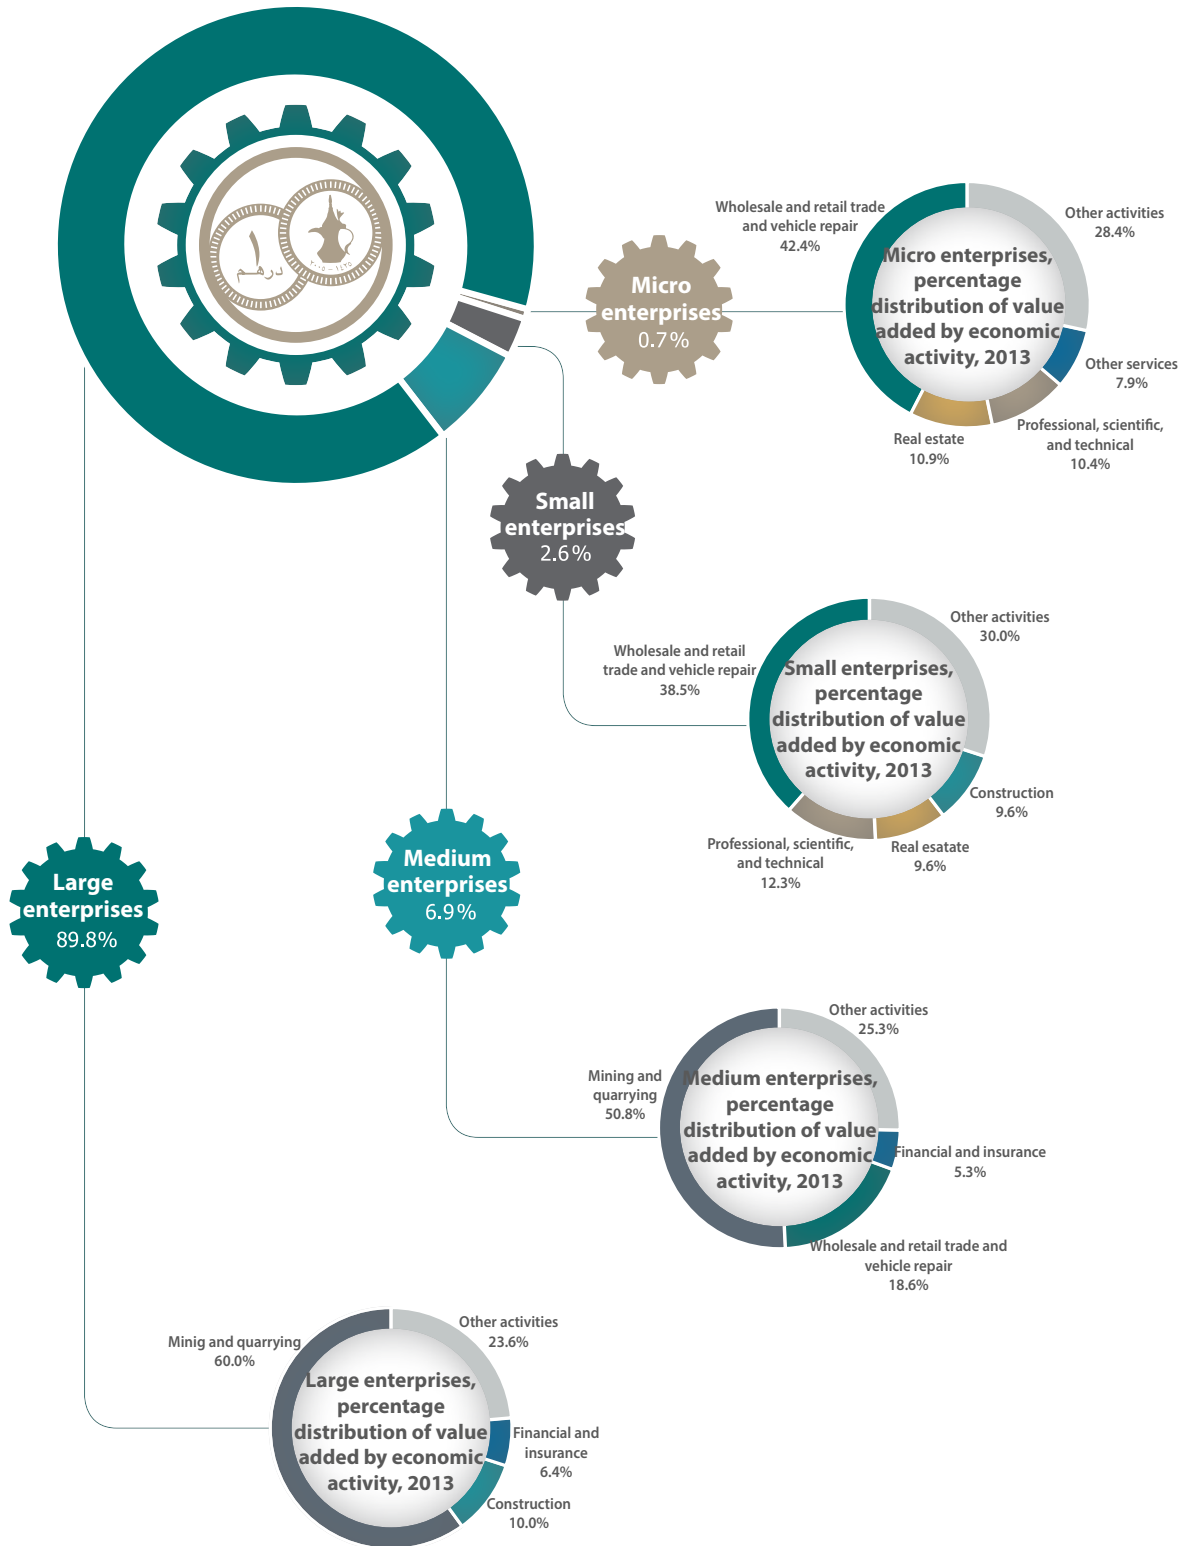 ١
درهـم
١٤٢٥ – ٢٠٠٥
Micro
enterprises
0.7%
Wholesale and retail trade
and vehicle repair
42.4%
Micro enterprises,
percentage
distribution of value
added by economic
activity, 2013
Other activities
28.4%
Other services
7.9%
Professional, scientific,
and technical
10.4%
Real estate
10.9%
Small
enterprises
2.6%
Wholesale and retail
trade and vehicle repair
38.5%
Small enterprises,
percentage
distribution of value
added by economic
activity, 2013
Other activities
30.0%
Construction
9.6%
Real esatate
9.6%
Professional, scientific,
and technical
12.3%
Large
enterprises
89.8%
Medium
enterprises
6.9%
Mining and
quarrying
50.8%
Medium enterprises,
percentage
distribution of value
added by economic
activity, 2013
Other activities
25.3%
Financial and insurance
5.3%
Wholesale and retail trade and
vehicle repair
18.6%
Minig and quarrying
60.0%
Large enterprises,
percentage
distribution of value
added by economic
activity, 2013
Other activities
23.6%
Financial and
insurance
6.4%
Construction
10.0%